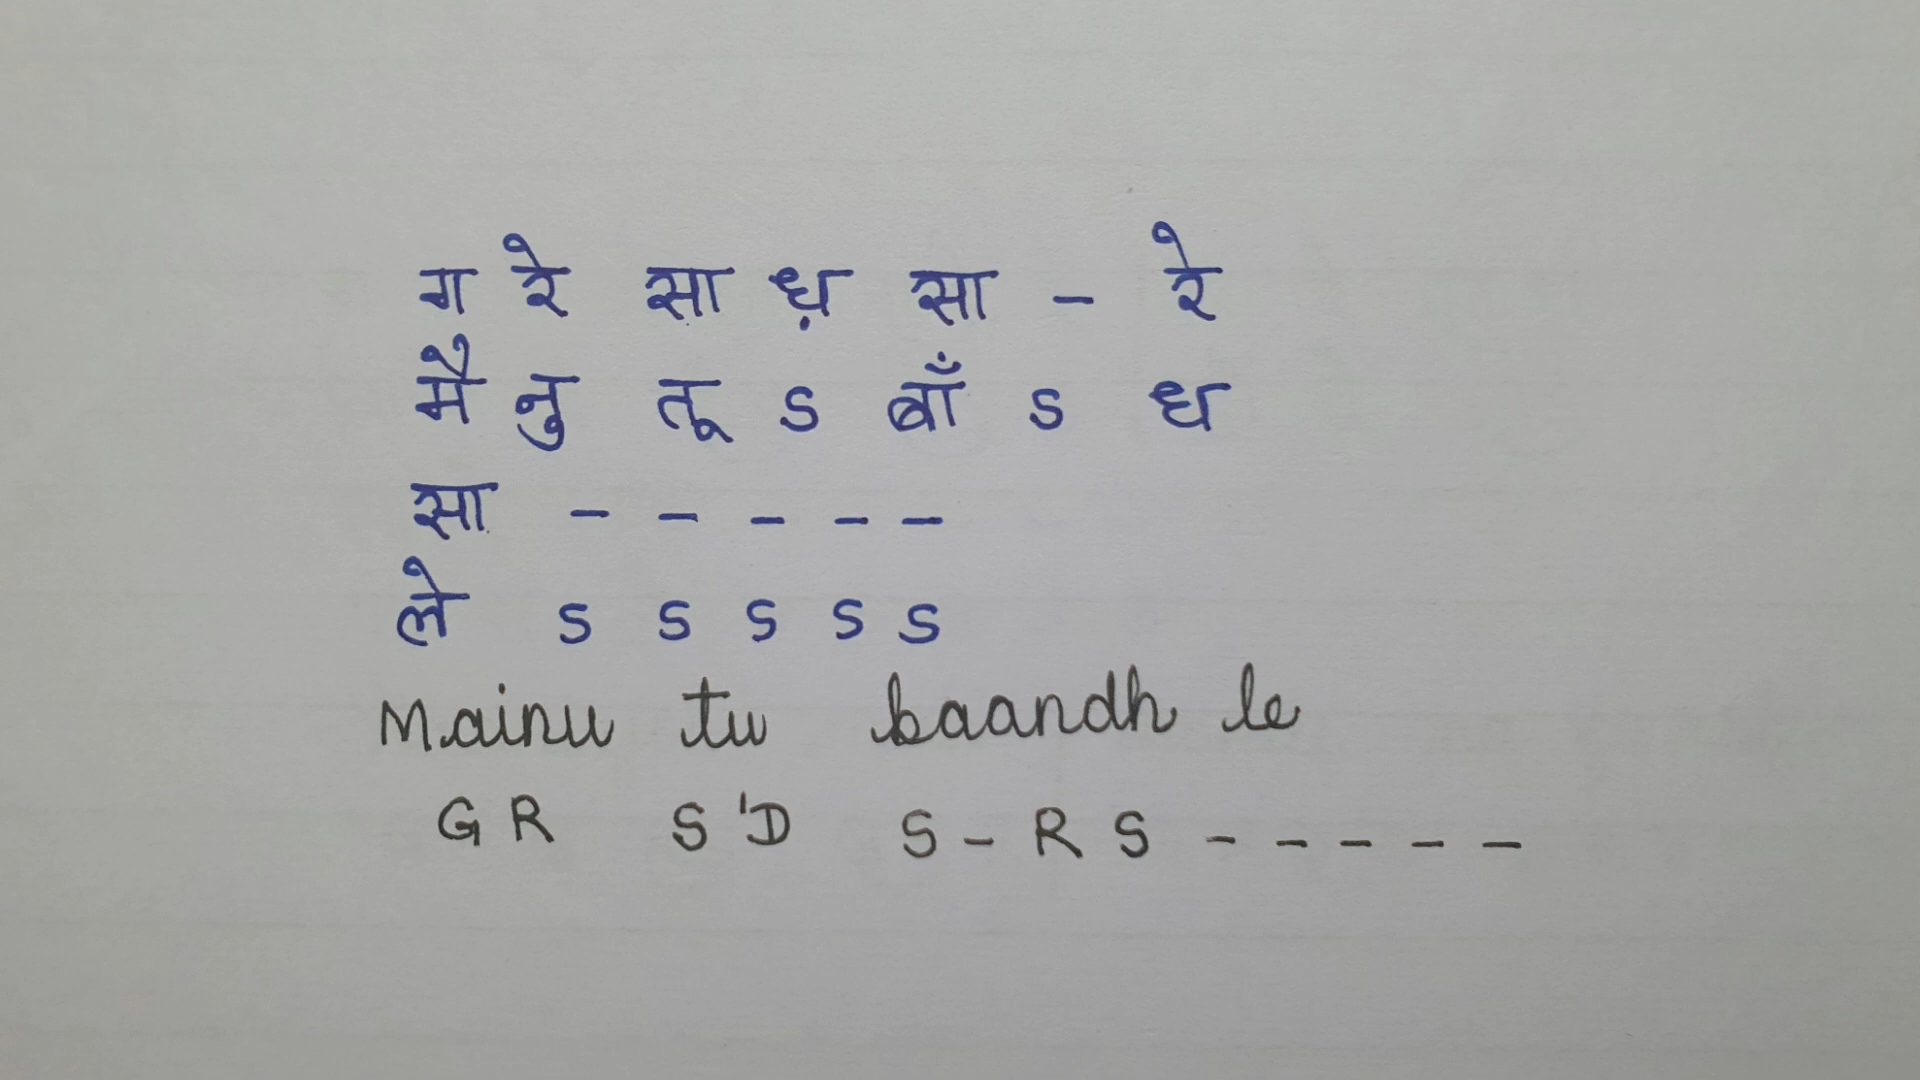 ग रे सा ध़ सा - रे
मै नु तू ऽ बाँ ऽ ध
सा - - - - -
ले ऽ ऽ ऽ ऽ ऽ
Mainu tu baandh le
G R S 'D S - R S - - - - -